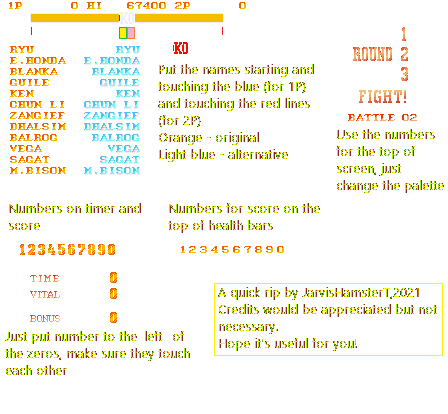 1P 0 HI 67400 2P 0
KO
RYU RYU
E.HONDA E.HONDA
BLANKA BLANKA
GUILE GUILE
KEN KEN
CHUN LI CHUN LI
ZANGIEF ZANGIEF
DHALSIM DHALSIM
BALROG BALROG
VEGA VEGA
SAGAT SAGAT
M.BISON M.BISON
Put the names starting and
touching the blue (for 1P)
and touching the red lines
(for 2P)
Orange - original
Light blue - alternative
1
ROUND 2
3
FIGHT!
BATTLE 02
Use the numbers
for the top of
screen, just
change the palette
Numbers on timer and
score
1234567890
Numbers for score on the
top of health bars
1234567890
TIME 0
VITAL 0
BONUS 0
Just put number to the left of
the zeros, make sure they touch
each other
A quick rip by JarvisHamsterT,2021
Credits would be appreciated but not
necessary.
Hope it's useful for you!